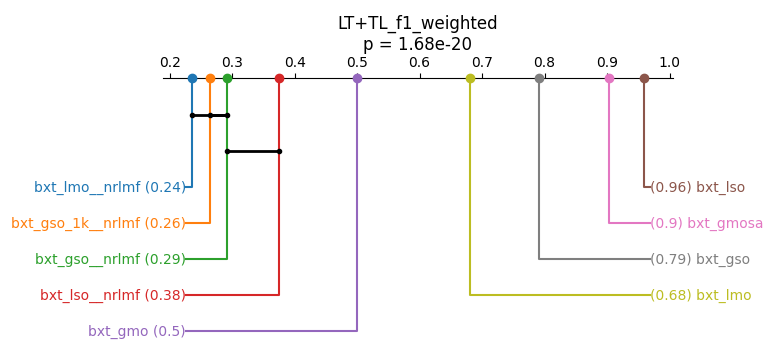 LT+TL_f1_weighted
p = 1.68e-20
0.2 0.3 0.4 0.5 0.6 0.7 0.8 0.9 1.0
bxt_lmo__nrlmf (0.24) (0.96) bxt_lso
bxt_gso_1k__nrlmf (0.26) (0.9) bxt_gmosa
bxt_gso__nrlmf (0.29) (0.79) bxt_gso
bxt_lso__nrlmf (0.38) (0.68) bxt_lmo
bxt_gmo (0.5)